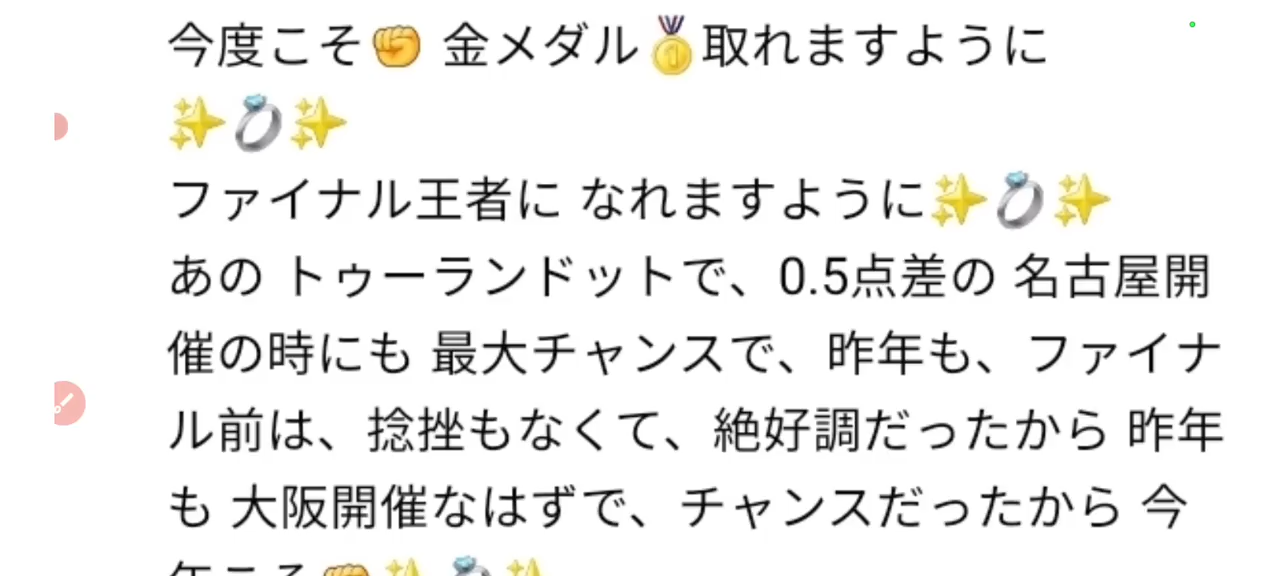 今度こそ✊ 金メダル🏅取れますように
✨💍✨
ファイナル王者に なれますように✨💍✨
あの トゥーランドットで、0.5点差の 名古屋開
催の時にも 最大チャンスで、昨年も、ファイナ
ル前は、捻挫もなくて、絶好調だったから 昨年
も 大阪開催なはずで、チャンスだったから 今
年こそ✊✨💍✨